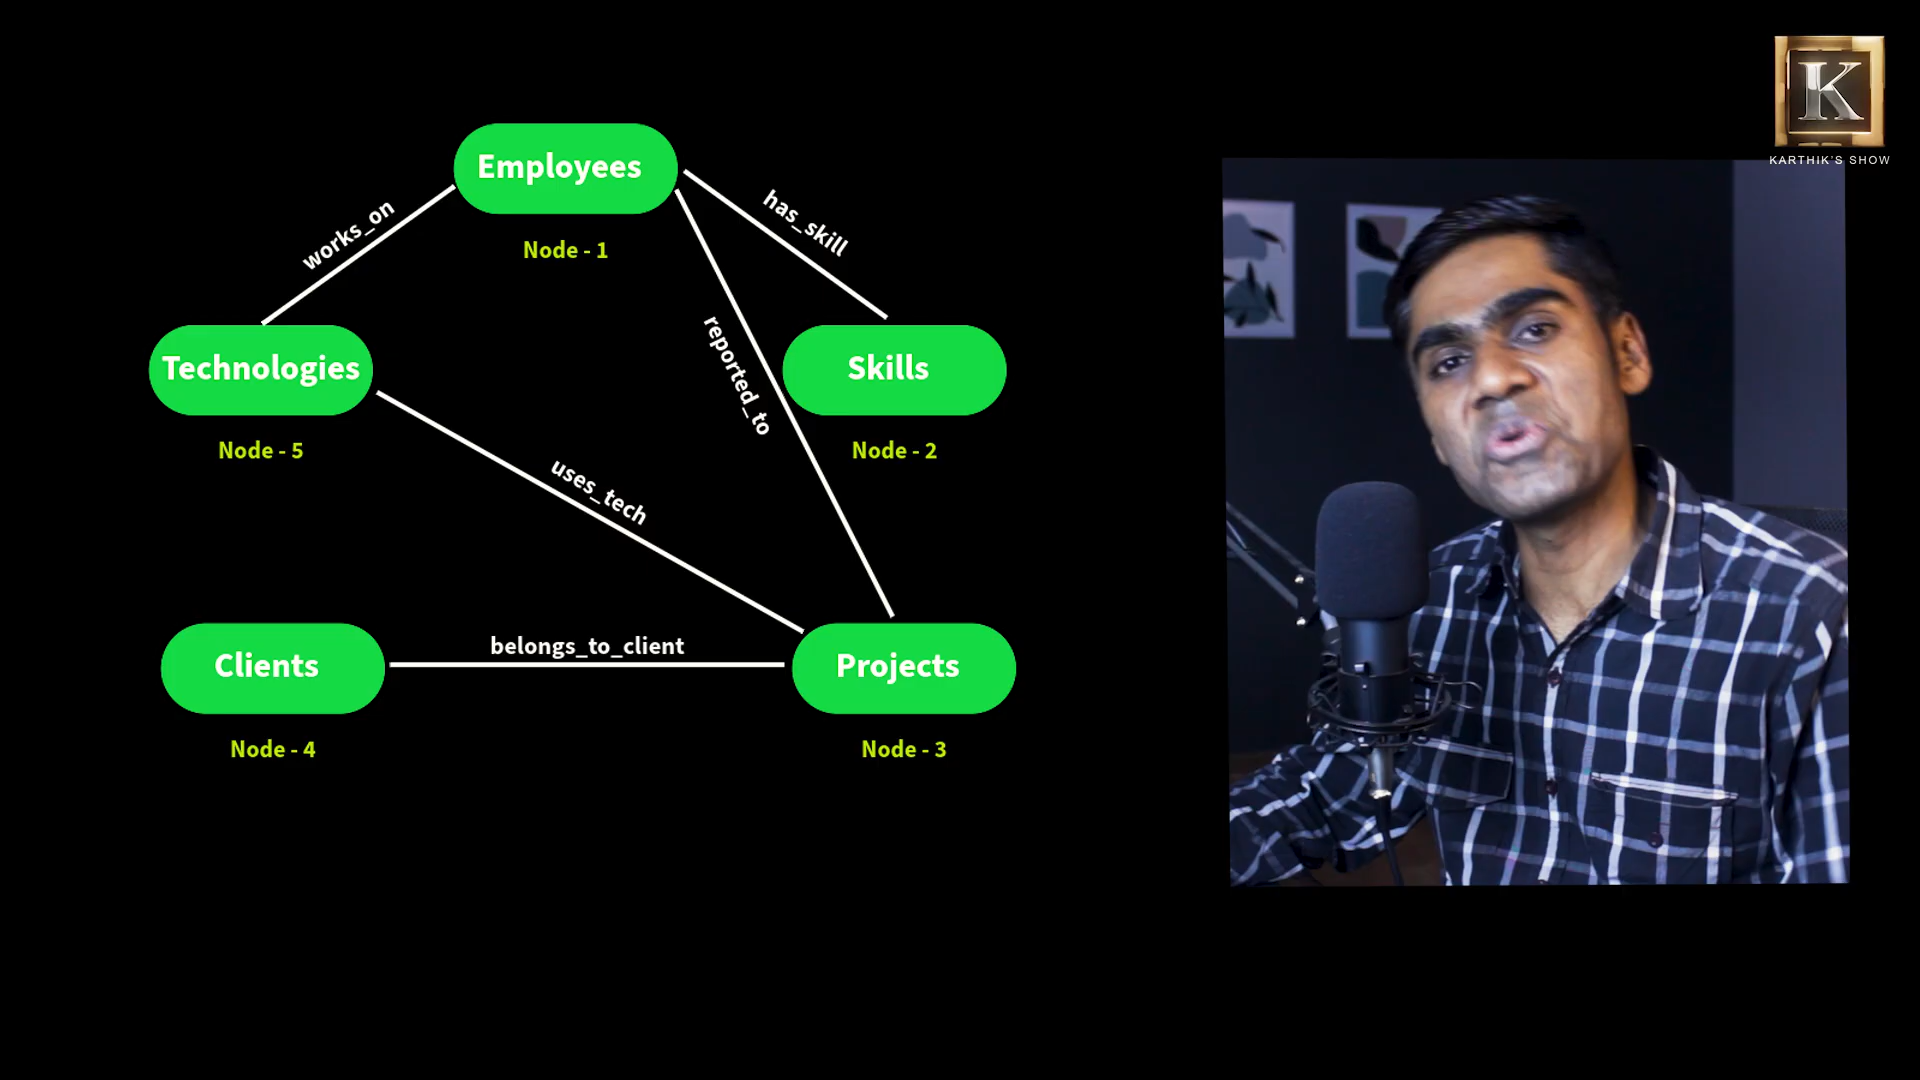 K
KARTHIK'S SHOW
Employees
Node - 1
works_on
has_skill
reported_to
Technologies
Node - 5
Skills
Node - 2
uses_tech
belongs_to_client
Clients
Node - 4
Projects
Node - 3